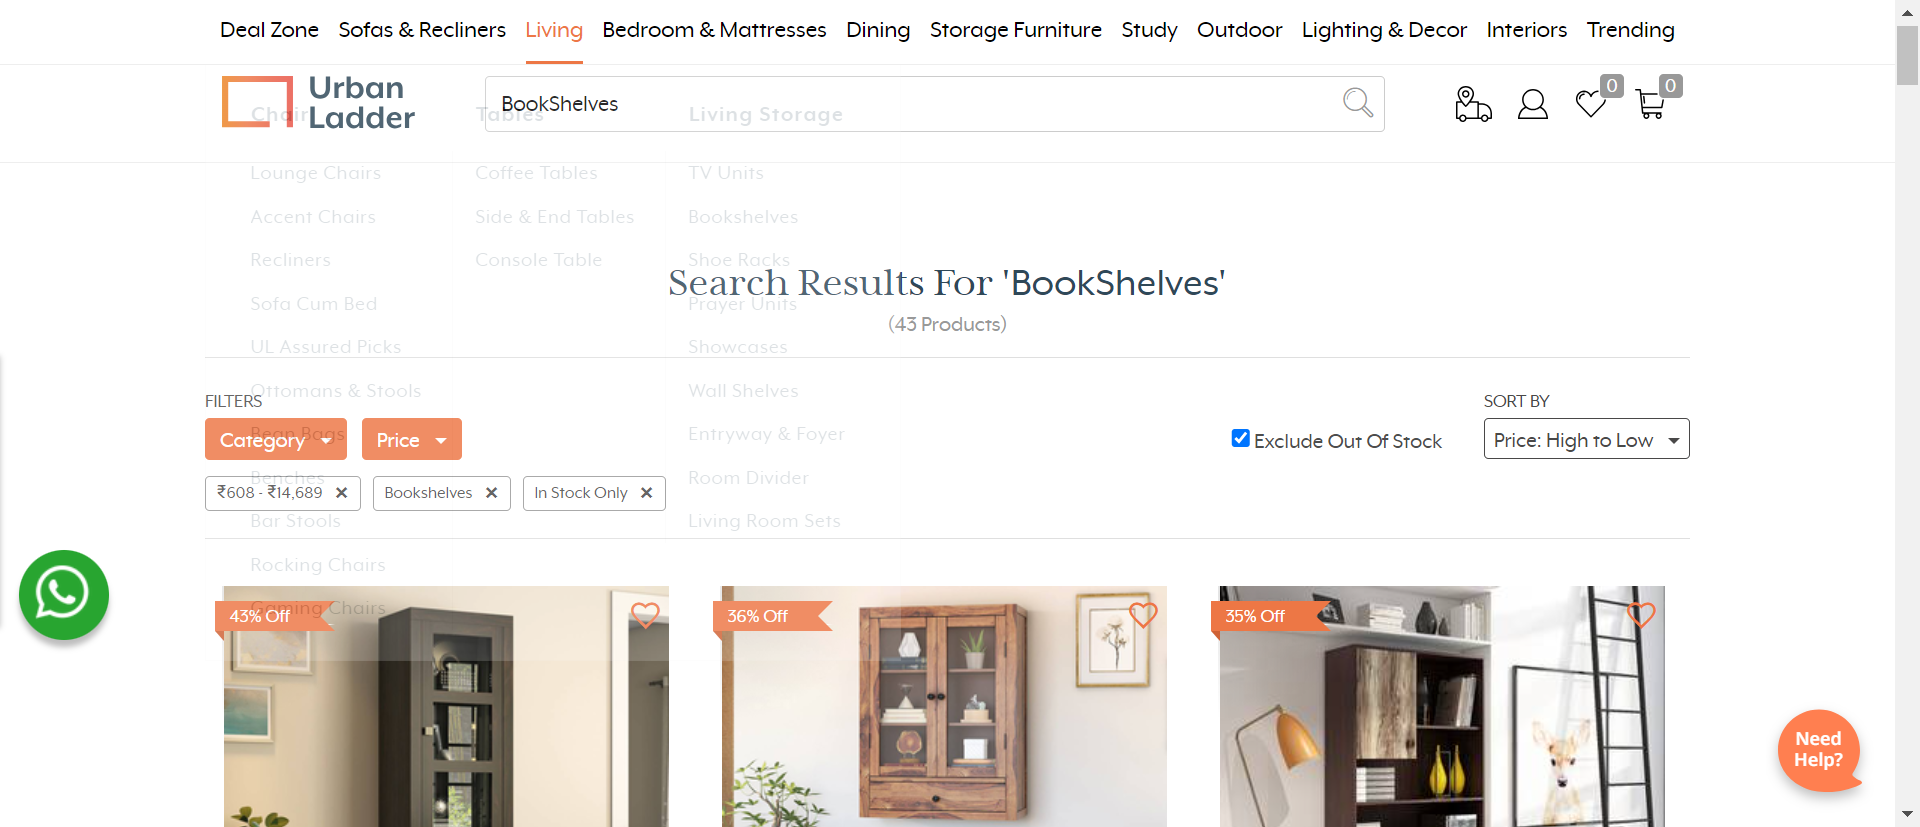 Deal Zone Sofas & Recliners Living Bedroom & Mattresses Dining Storage Furniture Study Outdoor Lighting & Decor Interiors Trending
Urban
Ladder
BookShelves
0
0
Chair Tables Living Storage
Lounge Chairs Coffee Tables TV Units
Accent Chairs Side & End Tables Bookshelves
Recliners Console Table Shoe Racks
Search Results For 'BookShelves'
Sofa Cum Bed Prayer Units
(43 Products)
UL Assured Picks Showcases
Ottomans & Stools Wall Shelves
FILTERS
SORT BY
Bean Bags Entryway & Foyer
Category Price
Exclude Out Of Stock
Price: High to Low
Benches Room Divider
₹608 - ₹14,689 ✕ Bookshelves ✕ In Stock Only ✕
Bar Stools Living Room Sets
Rocking Chairs
Gaming Chairs
43% Off
36% Off
35% Off
Need
Help?